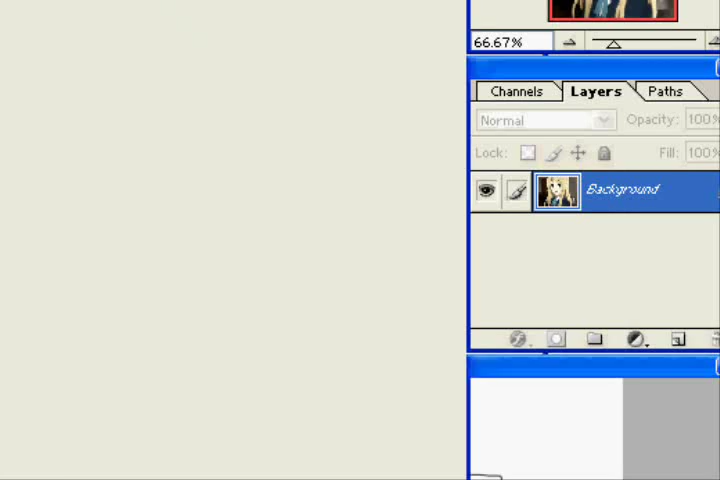 66.67%
Channels Layers Paths
Normal Opacity: 100%
Lock: Fill: 100%
Background